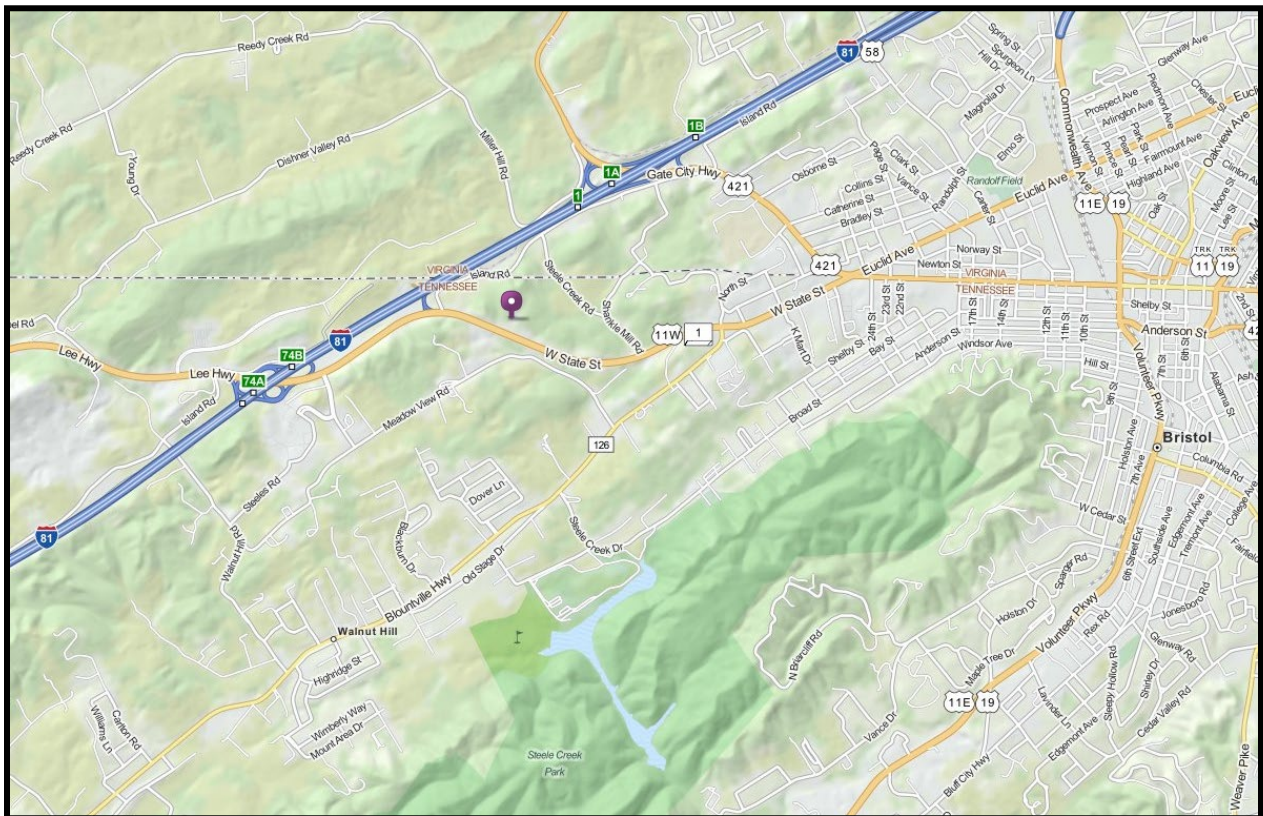 Reedy Creek Rd
Spring St
Spurgeon Ln
Hill Dr
Glenway Ave
81
58
Commonwealth Ave
Prospect Ave
Piedmont Ave
Chester St
Arlington Ave
Euclid Ave
Oakview Ave
Island Rd
Magnolia Dr
1B
Reedy Creek Rd
Dishner Valley Rd
Miller Hill Rd
Young Dr
Vernon St
Prince St
Pearl St
Park St
Fairmount Ave
Highland Ave
Elmo St
Page St
Clark St
Osborne St
1A
Gate City Hwy
421
Randolf Field
Randolph St
Vance St
Collins St
Catherine St
Bradley St
Carter St
Euclid Ave
11E
19
Oak St
Moore St
Lee St
Clinton Ave
1
Norway St
Newton St
421
Euclid Ave
TRK
11
TRK
19
VIRGINIA
TENNESSEE
Island Rd
Steele Creek Rd
Shankle Mill Rd
North St
W State St
VIRGINIA
TENNESSEE
Shelby St
2nd St
Anderson St
Lee Hwy
Lee Hwy
81
74B
74A
Island Rd
W State St
11W
1
K Mart Dr
Shelby St
24th St
23rd St
22nd St
Bay St
Anderson St
17th St
14th St
12th St
11th St
10th St
Windsor Ave
Hill St
9th St
7th St
6th St
Volunteer Pkwy
Alabama St
Meadow View Rd
Broad St
126
Bristol
Holston Ave
7th Ave
Columbia Rd
College Ave
Steeles Rd
Dover Ln
Blackburn Dr
Walnut Hill Rd
81
Steele Creek Dr
Old Stage Dr
Blountville Hwy
W Cedar St
6th Street Ext
Southside Ave
Edgemont Ave
Tremont Ave
Sparger Rd
Holston Dr
Jonesboro Rd
Walnut Hill
Highridge St
N Briarcliff Rd
Volunteer Pkwy
Rex Rd
Maple Tree Dr
Glenway Rd
Shirley Dr
Sleepy Hollow Rd
Cedar Valley Rd
11E
19
Lavinder Ln
Edgemont Ave
Vance Dr
Bluff City Hwy
Weaver Pike
Carlton Rd
Williams Ln
Wimberly Way
Mount Area Dr
Steele Creek
Park